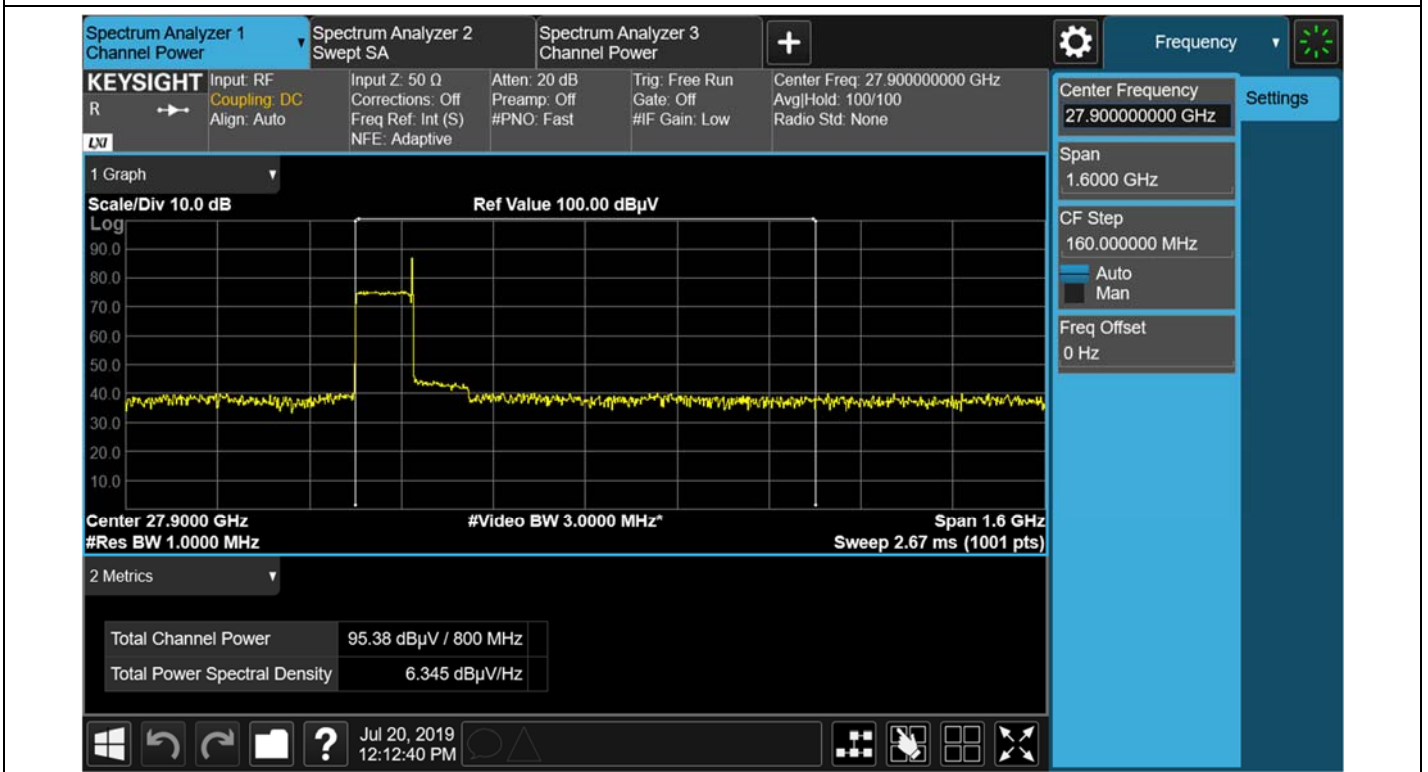 Spectrum Analyzer 1
Channel Power
Spectrum Analyzer 2
Swept SA
Spectrum Analyzer 3
Channel Power
Frequency
KEYSIGHT
R
LXI
Input: RF
Coupling: DC
Align: Auto
Input Z: 50 Ω
Corrections: Off
Freq Ref: Int (S)
NFE: Adaptive
Atten: 20 dB
Preamp: Off
#PNO: Fast
Trig: Free Run
Gate: Off
#IF Gain: Low
Center Freq: 27.900000000 GHz
Avg|Hold: 100/100
Radio Std: None
Center Frequency
27.900000000 GHz
Settings
Span
1.6000 GHz
CF Step
160.000000 MHz
Auto
Man
Freq Offset
0 Hz
1 Graph
Scale/Div 10.0 dB
Ref Value 100.00 dBµV
Log
90.0
80.0
70.0
60.0
50.0
40.0
30.0
20.0
10.0
Center 27.9000 GHz
#Video BW 3.0000 MHz*
Span 1.6 GHz
#Res BW 1.0000 MHz
Sweep 2.67 ms (1001 pts)
2 Metrics
Total Channel Power 95.38 dBµV / 800 MHz
Total Power Spectral Density 6.345 dBµV/Hz
?
Jul 20, 2019
12:12:40 PM